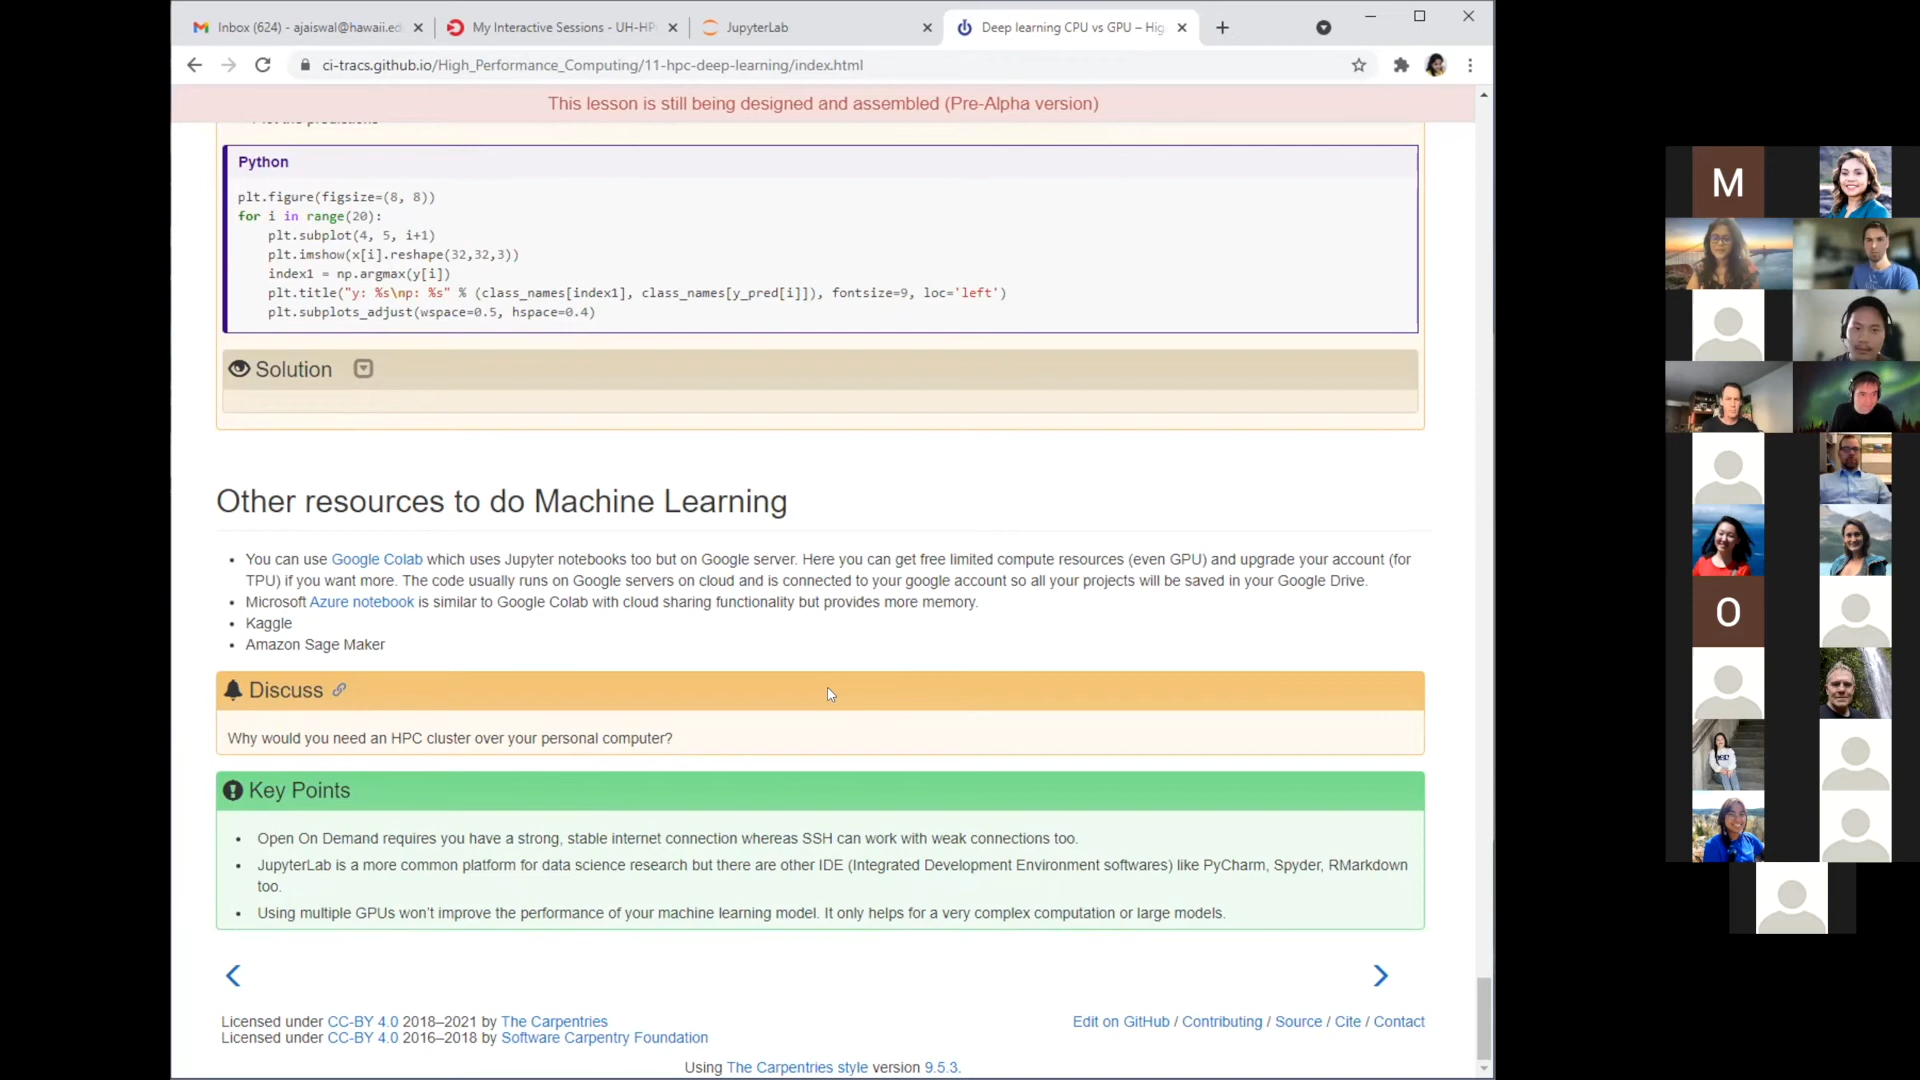 Inbox (624) - ajaiswal@hawaii.ed
My Interactive Sessions - UH-HP
JupyterLab
Deep learning CPU vs GPU – Hig
ci-tracs.github.io/High_Performance_Computing/11-hpc-deep-learning/index.html
This lesson is still being designed and assembled (Pre-Alpha version)
Python
plt.figure(figsize=(8, 8))
for i in range(20):
    plt.subplot(4, 5, i+1)
    plt.imshow(x[i].reshape(32,32,3))
    index1 = np.argmax(y[i])
    plt.title("y: %s\np: %s" % (class_names[index1], class_names[y_pred[i]]), fontsize=9, loc='left')
    plt.subplots_adjust(wspace=0.5, hspace=0.4)
Solution
Other resources to do Machine Learning
• You can use Google Colab which uses Jupyter notebooks too but on Google server. Here you can get free limited compute resources (even GPU) and upgrade your account (for
TPU) if you want more. The code usually runs on Google servers on cloud and is connected to your google account so all your projects will be saved in your Google Drive.
• Microsoft Azure notebook is similar to Google Colab with cloud sharing functionality but provides more memory.
• Kaggle
• Amazon Sage Maker
Discuss
Why would you need an HPC cluster over your personal computer?
Key Points
• Open On Demand requires you have a strong, stable internet connection whereas SSH can work with weak connections too.
• JupyterLab is a more common platform for data science research but there are other IDE (Integrated Development Environment softwares) like PyCharm, Spyder, RMarkdown
too.
• Using multiple GPUs won't improve the performance of your machine learning model. It only helps for a very complex computation or large models.
Licensed under CC-BY 4.0 2018–2021 by The Carpentries
Licensed under CC-BY 4.0 2016–2018 by Software Carpentry Foundation
Edit on GitHub / Contributing / Source / Cite / Contact
Using The Carpentries style version 9.5.3.
M
O